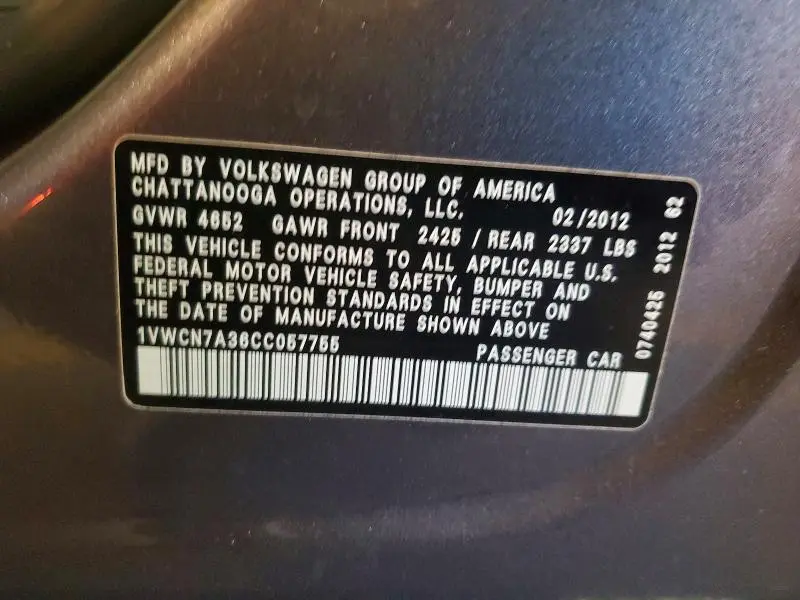 MFD BY VOLKSWAGEN GROUP OF AMERICA
CHATTANOOGA OPERATIONS, LLC. 02/2012
GVWR 4652 GAWR FRONT 2425 / REAR 2337 LBS
THIS VEHICLE CONFORMS TO ALL APPLICABLE U.S.
FEDERAL MOTOR VEHICLE SAFETY, BUMPER AND
THEFT PREVENTION STANDARDS IN EFFECT ON
THE DATE OF MANUFACTURE SHOWN ABOVE
1VWCN7A36CC057755 PASSENGER CAR
0740425 2012 62